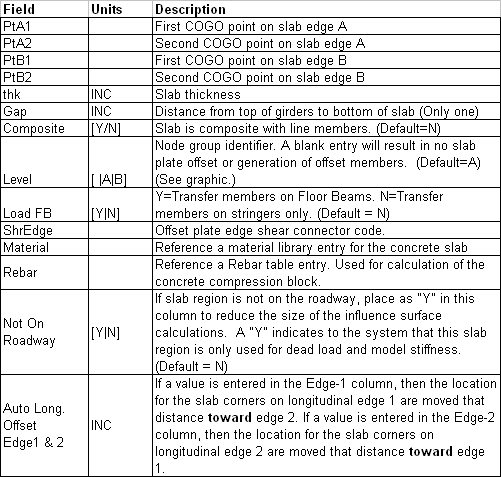 Field Units Description
PtA1 First COGO point on slab edge A
PtA2 Second COGO point on slab edge A
PtB1 First COGO point on slab edge B
PtB2 Second COGO point on slab edge B
thk INC Slab thickness
Gap INC Distance from top of girders to bottom of slab (Only one)
Composite [Y/N] Slab is composite with line members. (Default=N)
Node group identifier. A blank entry will result in no slab
plate offset or generation of offset members. (Default=A)
Level [ |A|B] (See graphic.)
Y=Transfer members on Floor Beams. N=Transfer
Load FB [Y|N] members on stringers only. (Default = N)
ShrEdge Offset plate edge shear connector code.
Material Reference a material library entry for the concrete slab
Reference a Rebar table entry. Used for calculation of the
Rebar concrete compression block.
If slab region is not on the roadway, place as "Y" in this
column to reduce the size of the influence surface
Not On
Roadway [Y|N] calculations. A "Y" indicates to the system that this slab
region is only used for dead load and model stiffness.
(Default = N)
If a value is entered in the Edge-1 column, then the location
for the slab corners on longitudinal edge 1 are moved that
Auto Long.
Offset
Edge1 & 2 INC distance toward edge 2. If a value is entered in the Edge-2
column, then the location for the slab corners on
longitudinal edge 2 are moved that distance toward edge
1.